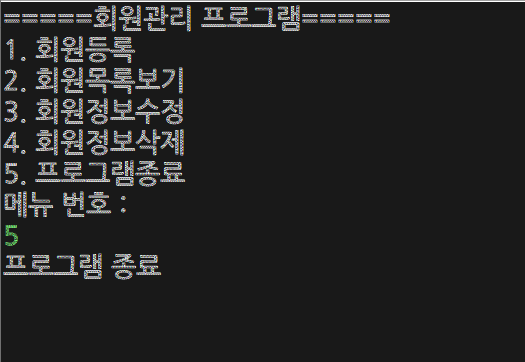 =====회원관리 프로그램=====
1. 회원등록
2. 회원목록보기
3. 회원정보수정
4. 회원정보삭제
5. 프로그램종료
메뉴 번호 :
5
프로그램 종료